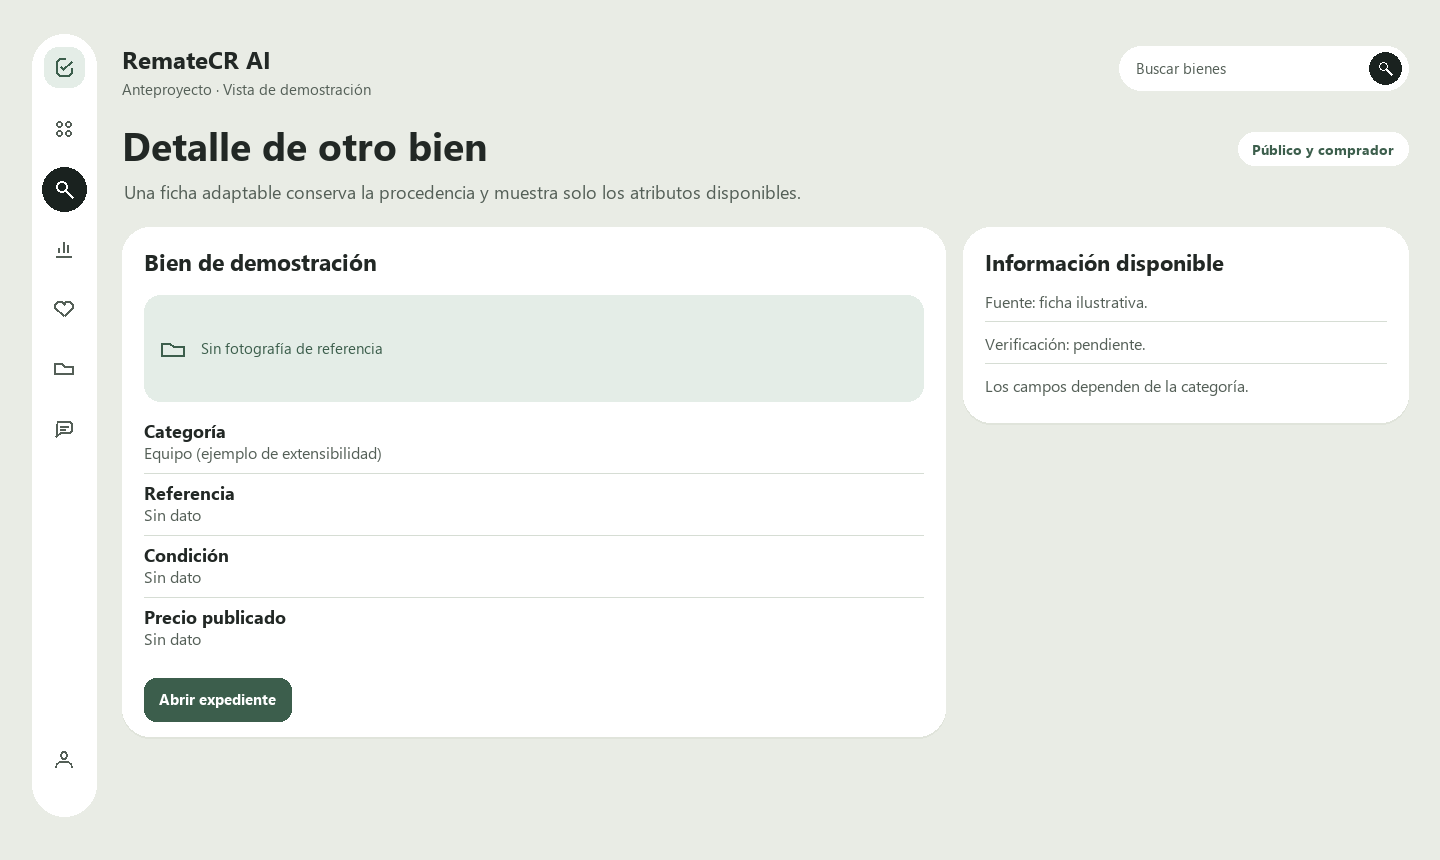 RemateCR AI
Anteproyecto · Vista de demostración
Buscar bienes
Detalle de otro bien
Público y comprador
Una ficha adaptable conserva la procedencia y muestra solo los atributos disponibles.
Bien de demostración
Sin fotografía de referencia
Categoría
Equipo (ejemplo de extensibilidad)
Referencia
Sin dato
Condición
Sin dato
Precio publicado
Sin dato
Abrir expediente
Información disponible
Fuente: ficha ilustrativa.
Verificación: pendiente.
Los campos dependen de la categoría.